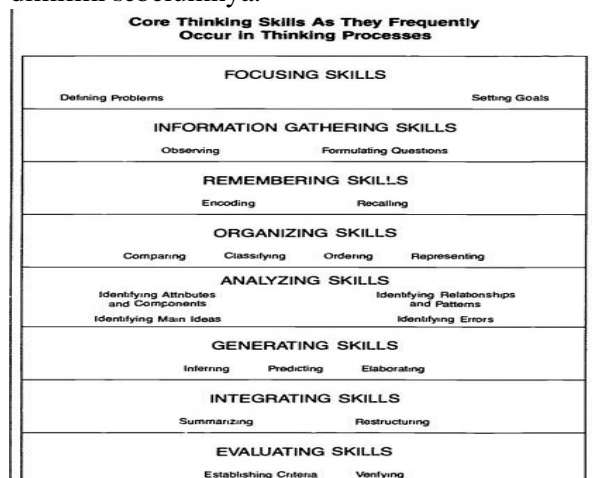 dimiliki sebelumnya.
Core Thinking Skills As They Frequently
Occur in Thinking Processes
FOCUSING SKILLS
Defining Problems Setting Goals
INFORMATION GATHERING SKILLS
Observing Formulating Questions
REMEMBERING SKILLS
Encoding Recalling
ORGANIZING SKILLS
Comparing Classifying Ordering Representing
ANALYZING SKILLS
Identifying Attributes Identifying Relationships
and Components and Patterns
Identifying Main Ideas Identifying Errors
GENERATING SKILLS
Inferring Predicting Elaborating
INTEGRATING SKILLS
Summarizing Restructuring
EVALUATING SKILLS
Establishing Criteria Verifying